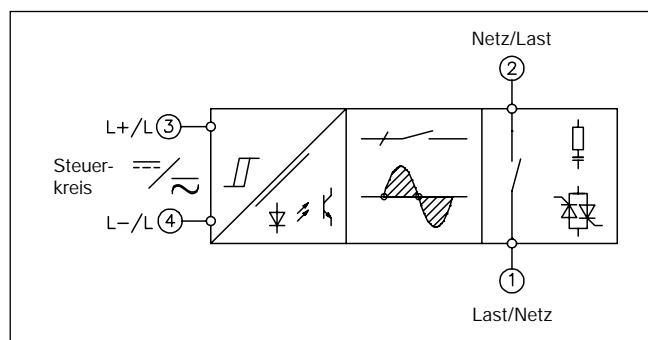 Netz/Last
2
L+/L 3
Steuer-
kreis
L−/L 4
1
Last/Netz